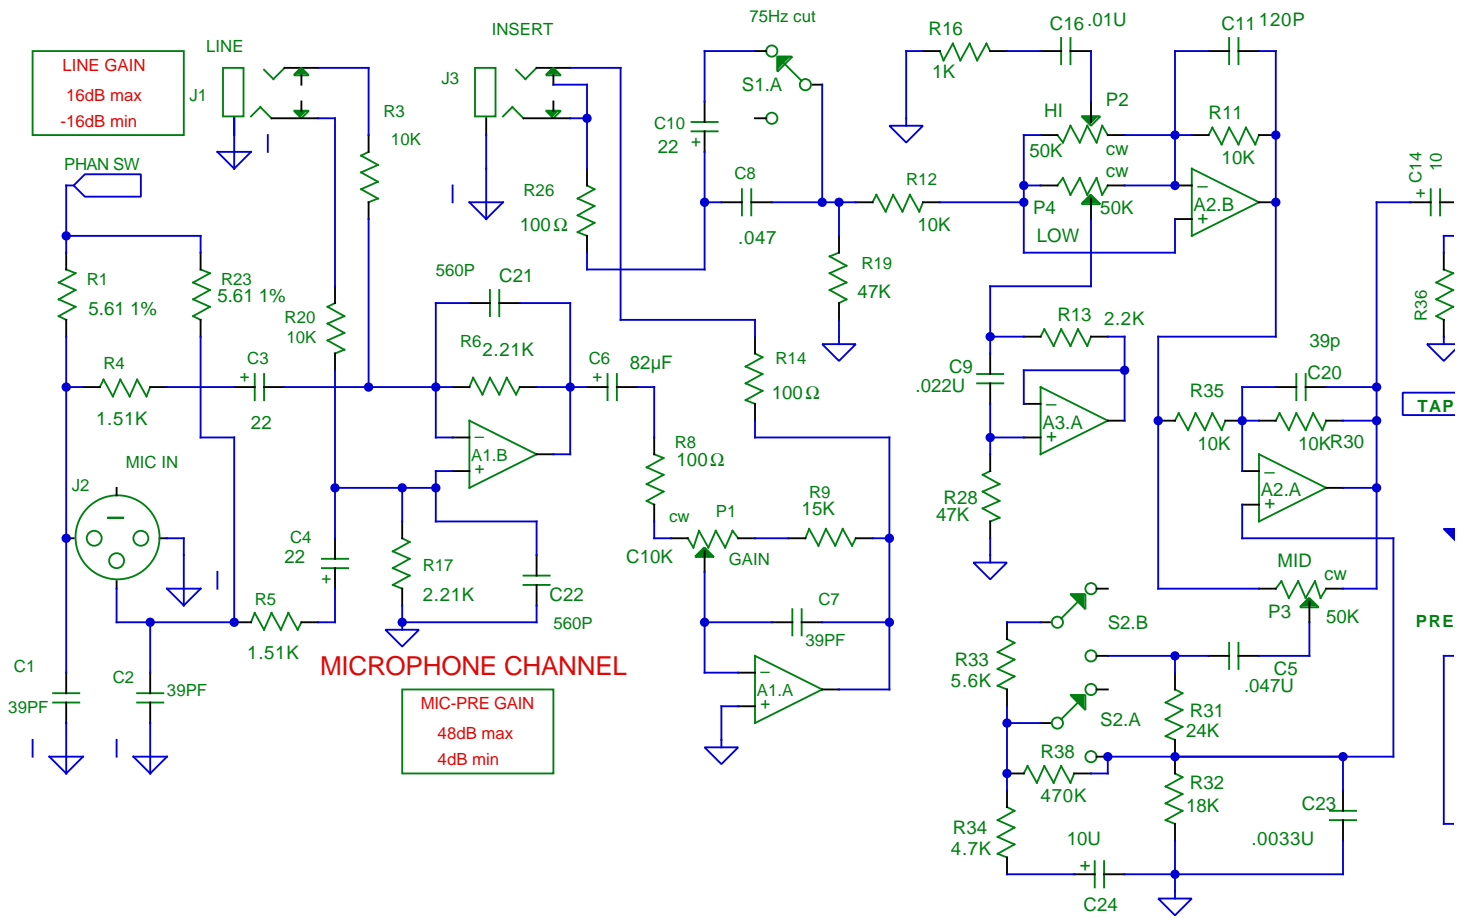 LINE GAIN
16dB max
-16dB min
LINE
J1
INSERT
J3
75Hz cut
S1.A
R16
1K
C16 .01U
C11 120P
P2
HI
50K
cw
R11
10K
R3
10K
PHAN SW
C10
22
+
R26
100Ω
C8
.047
R12
10K
cw
P4
50K
LOW
A2.B
−
+
C14
10
+
R1
5.61 1%
R23
5.61 1%
R20
10K
560P
C21
R6
2.21K
R19
47K
R36
R13
2.2K
39p
C20
R4
1.51K
C3
+
22
C6
+
82µF
R14
100Ω
C9
.022U
A3.A
−
+
R35
10K
10K
R30
TAP
MIC IN
J2
A1.B
−
+
R8
100Ω
A2.A
−
+
cw
P1
C10K
GAIN
R9
15K
R28
47K
C4
22
+
R17
2.21K
C22
560P
MID
cw
P3
50K
R5
1.51K
C7
39PF
S2.B
PRE
C1
39PF
C2
39PF
MICROPHONE CHANNEL
MIC-PRE GAIN
48dB max
4dB min
A1.A
−
+
R33
5.6K
S2.A
C5
.047U
R31
24K
R38
470K
R32
18K
C23
.0033U
R34
4.7K
10U
+
C24